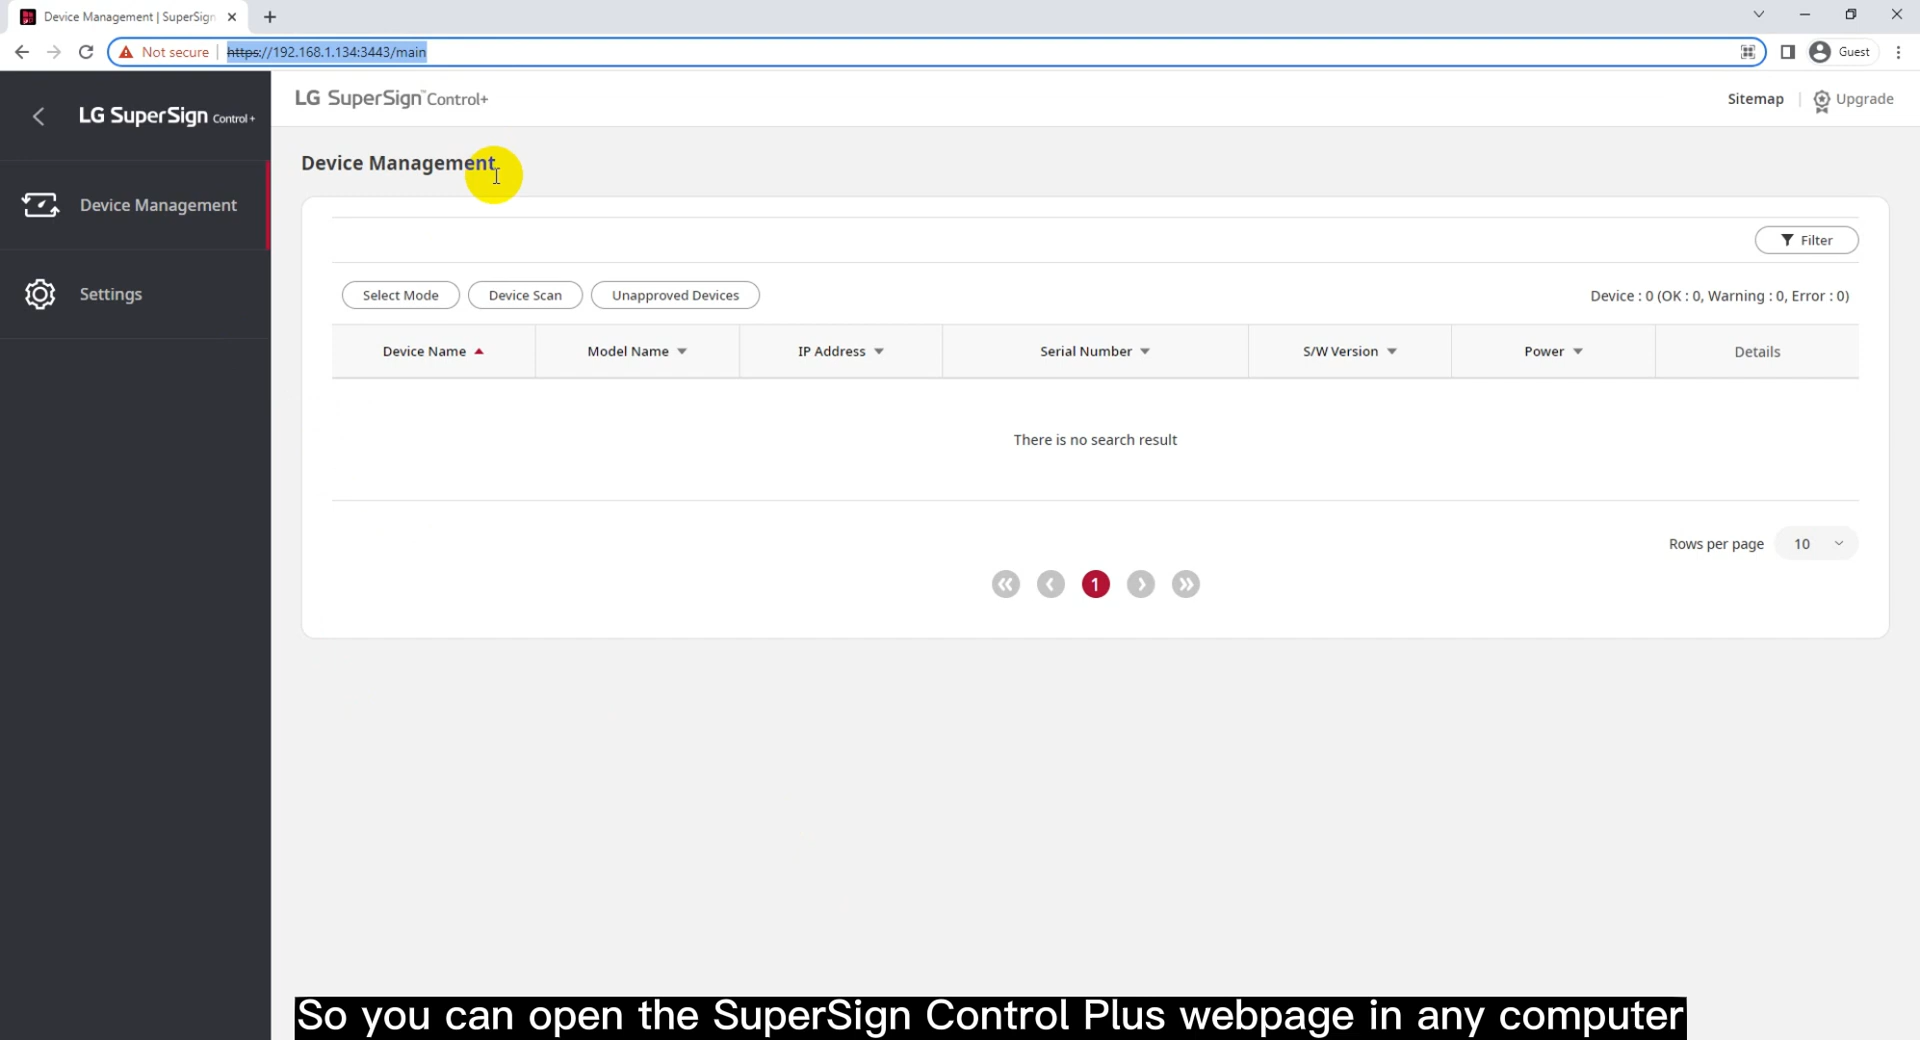 Device Management | SuperSign
Not secure | https://192.168.1.134:3443/main
Guest
LG SuperSign Control+
LG SuperSign™ Control+
Sitemap
Upgrade
Device Management
Settings
Device Management
Filter
Select Mode
Device Scan
Unapproved Devices
Device : 0 (OK : 0, Warning : 0, Error : 0)
Device Name
Model Name
IP Address
Serial Number
S/W Version
Power
Details
There is no search result
Rows per page
10
1
So you can open the SuperSign Control Plus webpage in any computer